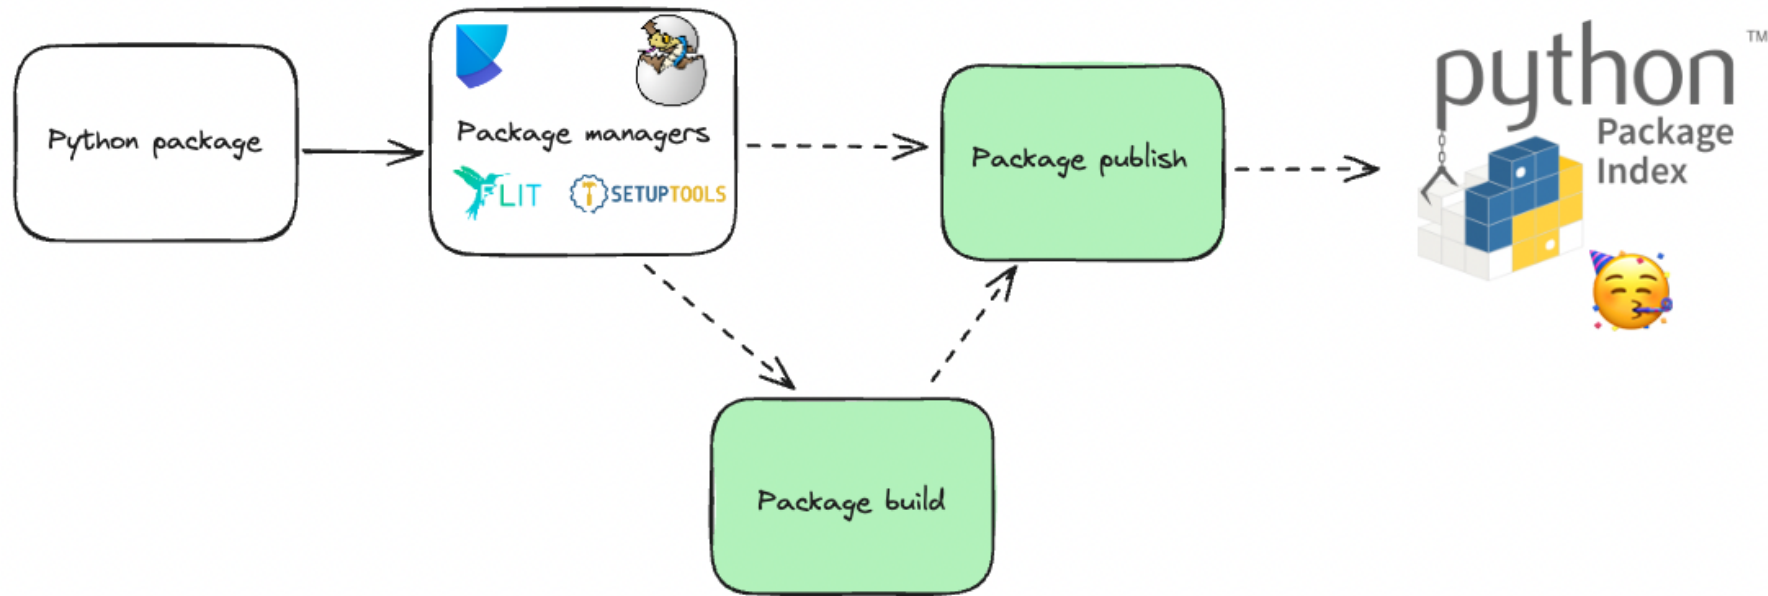 Python package
Package managers
FLIT
SETUPTOOLS
Package publish
python ™
Package
Index
Package build